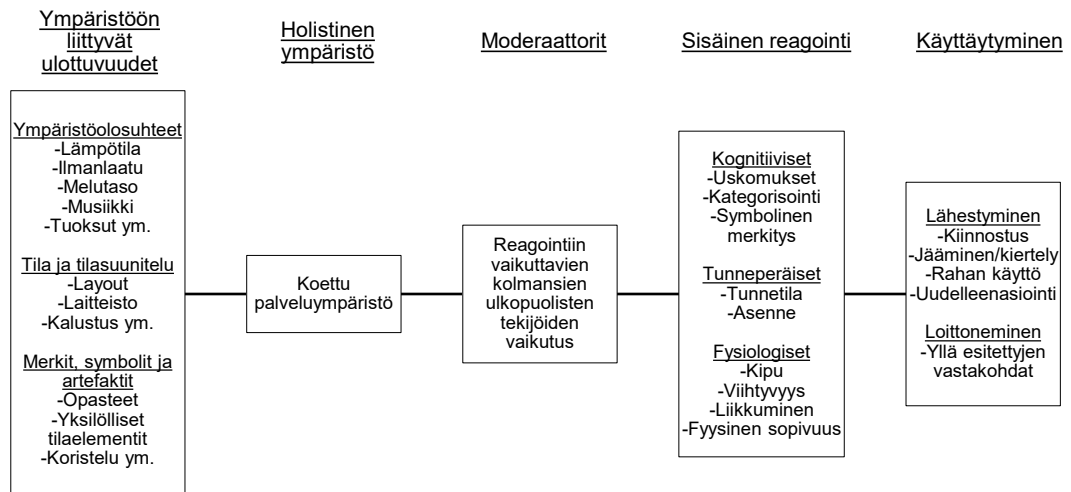 Ympäristöön
liittyvät
ulottuvuudet
Holistinen
ympäristö
Moderaattorit
Sisäinen reagointi
Käyttäytyminen
Ympäristöolosuhteet
-Lämpötila
-Ilmanlaatu
-Melutaso
-Musiikki
-Tuoksut ym.
Tila ja tilasuunitelu
-Layout
-Laitteisto
-Kalustus ym.
Merkit, symbolit ja
artefaktit
-Opasteet
-Yksilölliset
tilaelementit
-Koristelu ym.
Koettu
palveluympäristö
Reagointiin
vaikuttavien
kolmansien
ulkopuolisten
tekijöiden
vaikutus
Kognitiiviset
-Uskomukset
-Kategorisointi
-Symbolinen
merkitys
Tunneperäiset
-Tunnetila
-Asenne
Fysiologiset
-Kipu
-Viihtyvyys
-Liikkuminen
-Fyysinen sopivuus
Lähestyminen
-Kiinnostus
-Jääminen/kiertely
-Rahan käyttö
-Uudelleenasiointi
Loittoneminen
-Yllä esitettyjen
vastakohdat